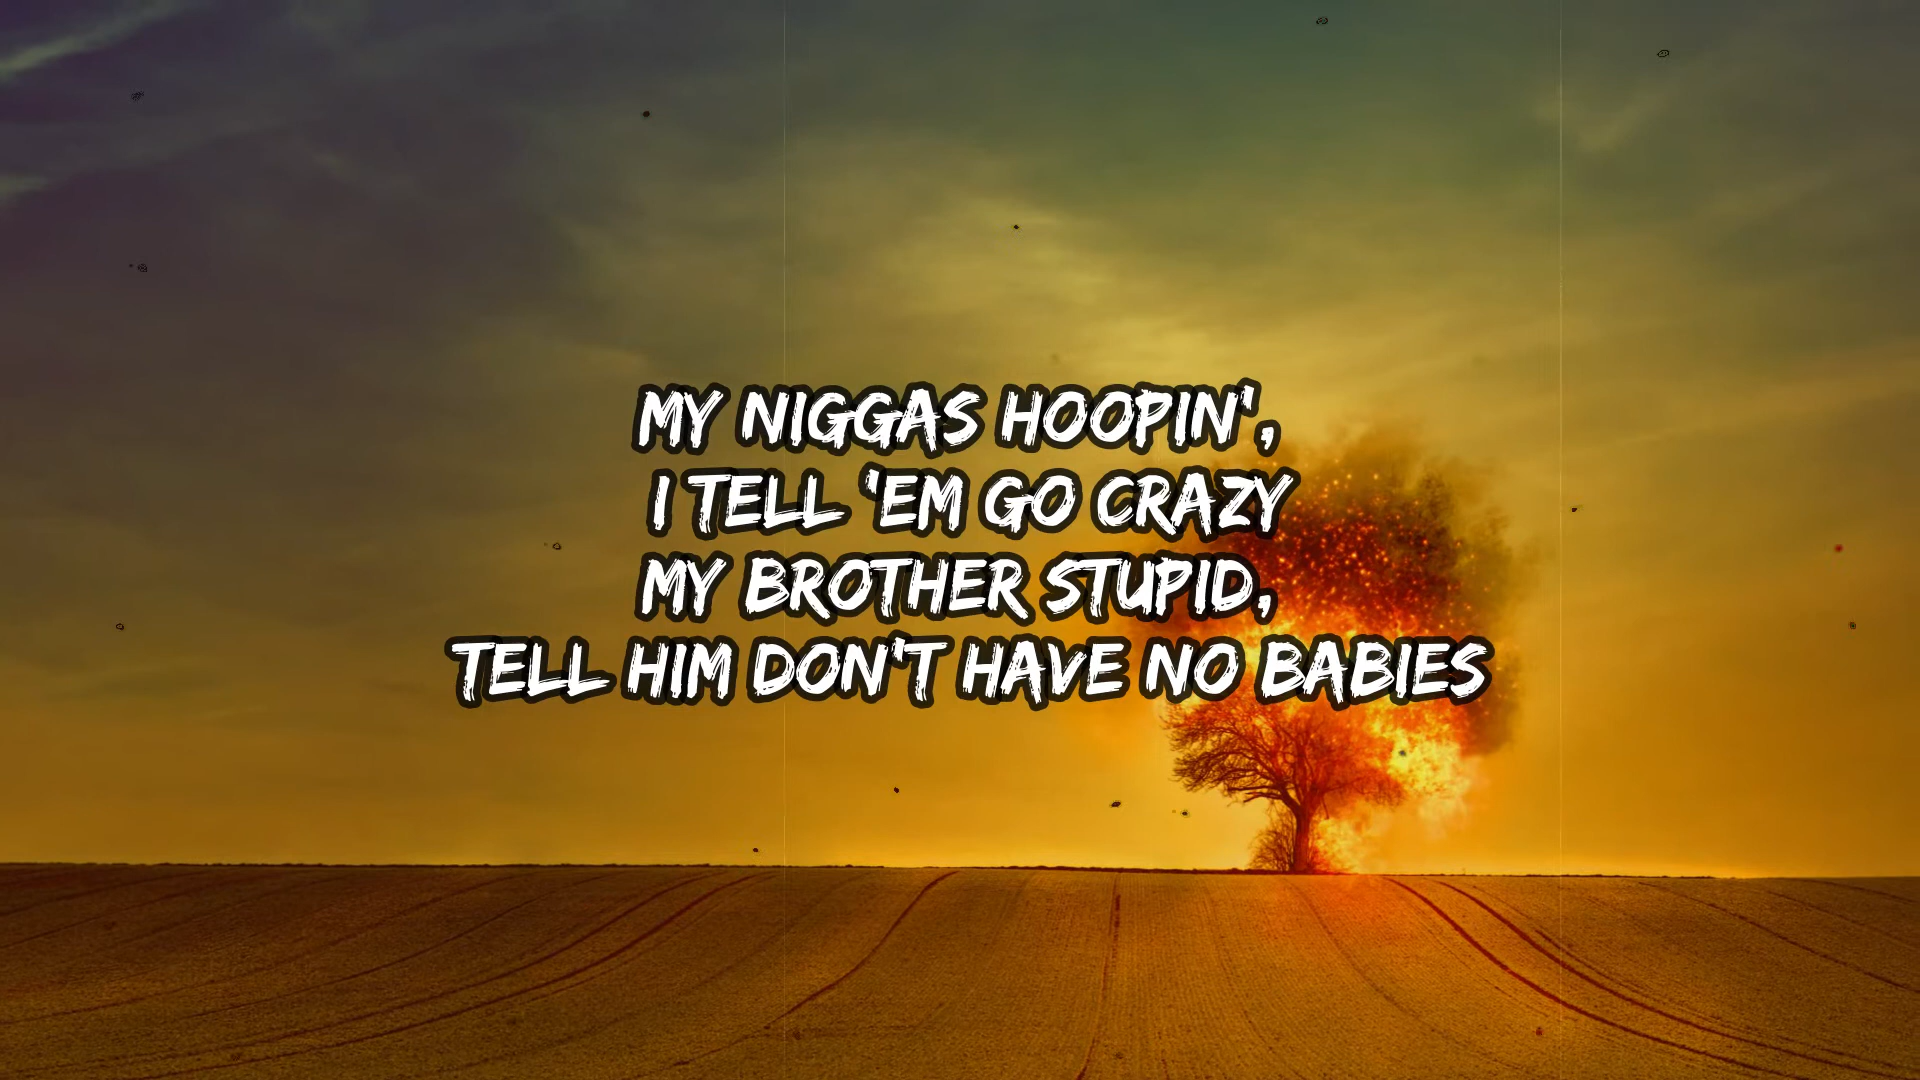 MY NIGGAS HOOPIN',
I TELL 'EM GO CRAZY
MY BROTHER STUPID,
TELL HIM DON'T HAVE NO BABIES